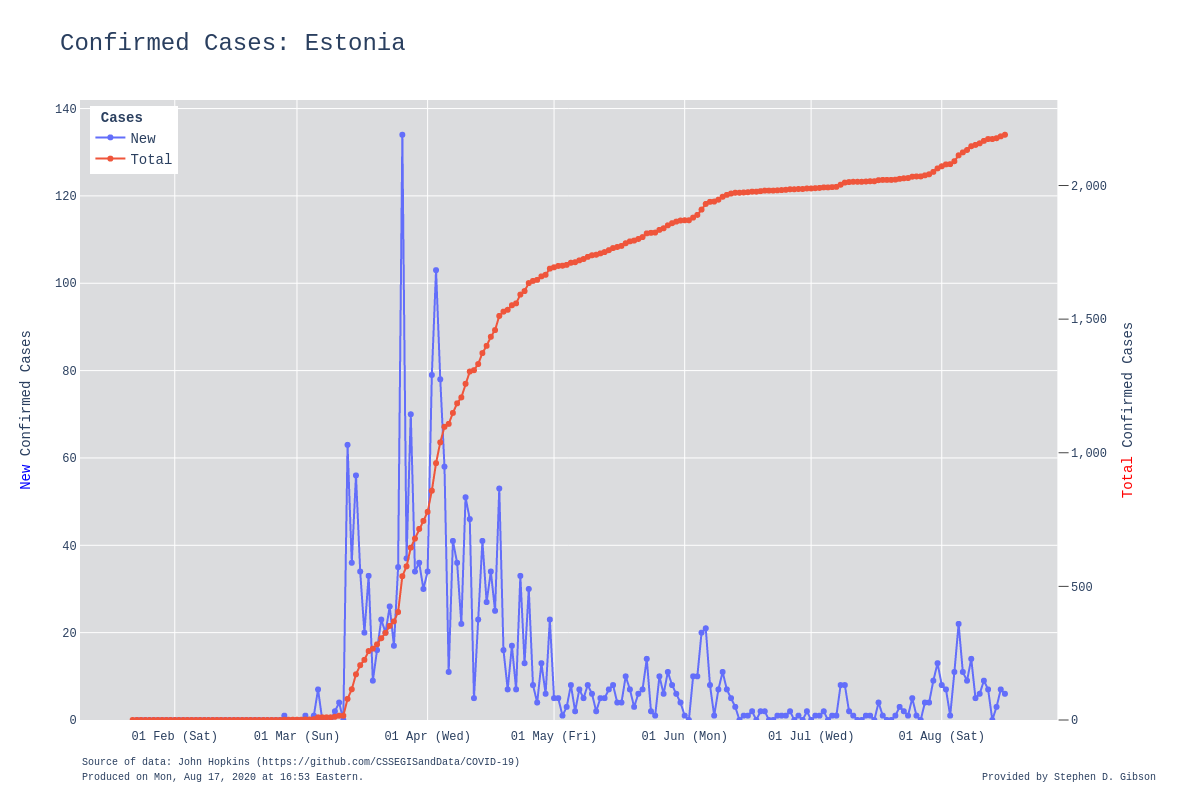 Confirmed Cases: Estonia
Cases
New
Total
140
120
100
80
60
40
20
0
2,000
1,500
1,000
500
0
New Confirmed Cases
Total Confirmed Cases
01 Feb (Sat)
01 Mar (Sun)
01 Apr (Wed)
01 May (Fri)
01 Jun (Mon)
01 Jul (Wed)
01 Aug (Sat)
Source of data: John Hopkins (https://github.com/CSSEGISandData/COVID-19)
Produced on Mon, Aug 17, 2020 at 16:53 Eastern.
Provided by Stephen D. Gibson